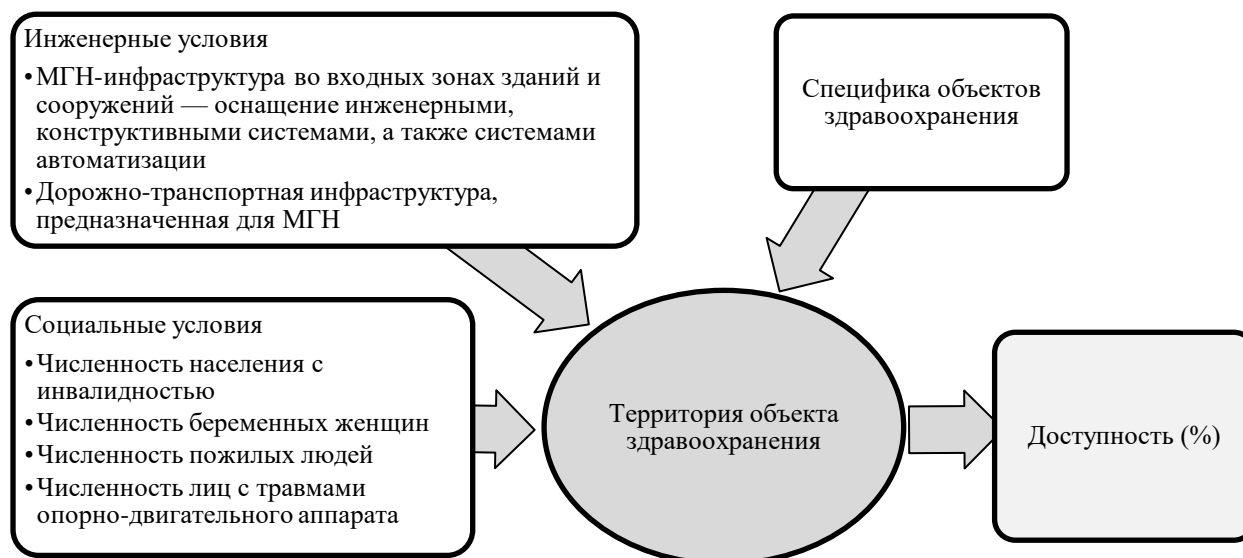 Инженерные условия
•МГН-инфраструктура во входных зонах зданий и
сооружений — оснащение инженерными,
конструктивными системами, а также системами
автоматизации
•Дорожно-транспортная инфраструктура,
предназначенная для МГН
Специфика объектов
здравоохранения
Социальные условия
•Численность населения с
инвалидностью
•Численность беременных женщин
•Численность пожилых людей
•Численность лиц с травмами
опорно-двигательного аппарата
Территория объекта
здравоохранения
Доступность (%)